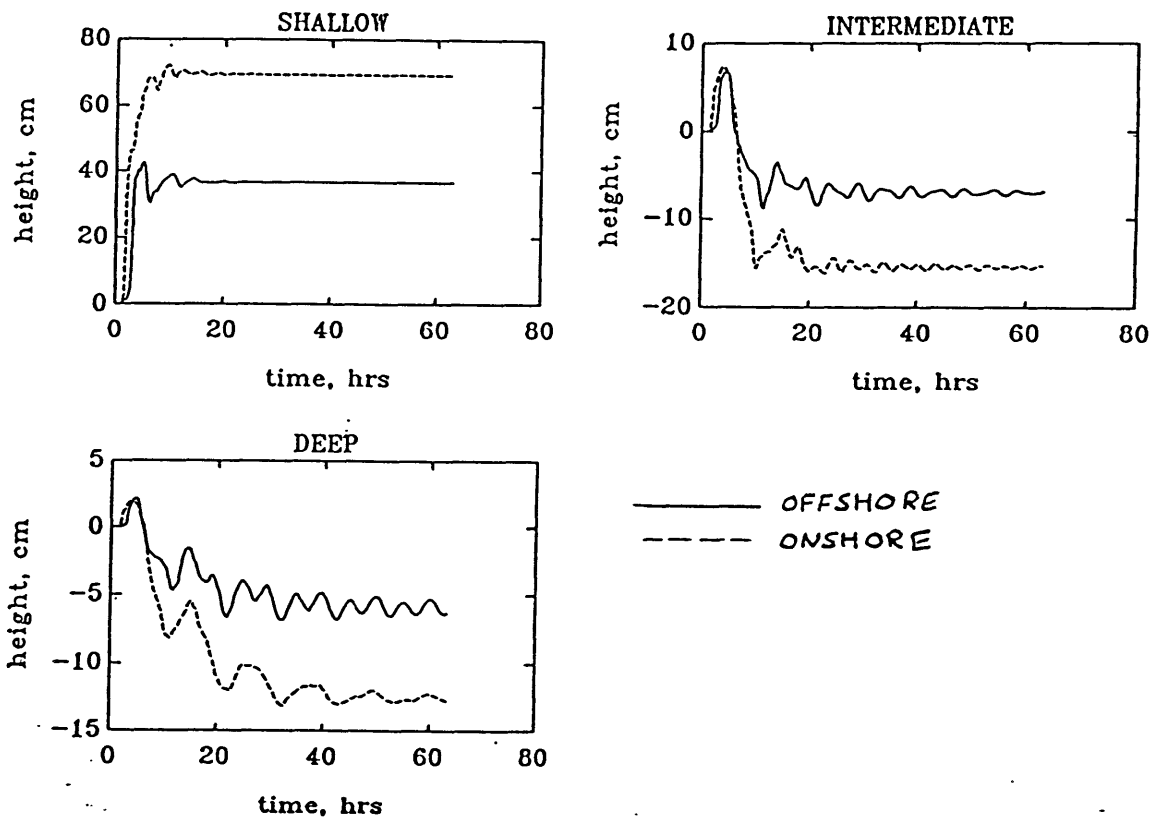 SHALLOW
80
60
40
20
0
height, cm
0 20 40 60 80
time, hrs
INTERMEDIATE
10
0
-10
-20
height, cm
0 20 40 60 80
time, hrs
DEEP
5
0
-5
-10
-15
height, cm
0 20 40 60 80
time, hrs
OFFSHORE
ONSHORE